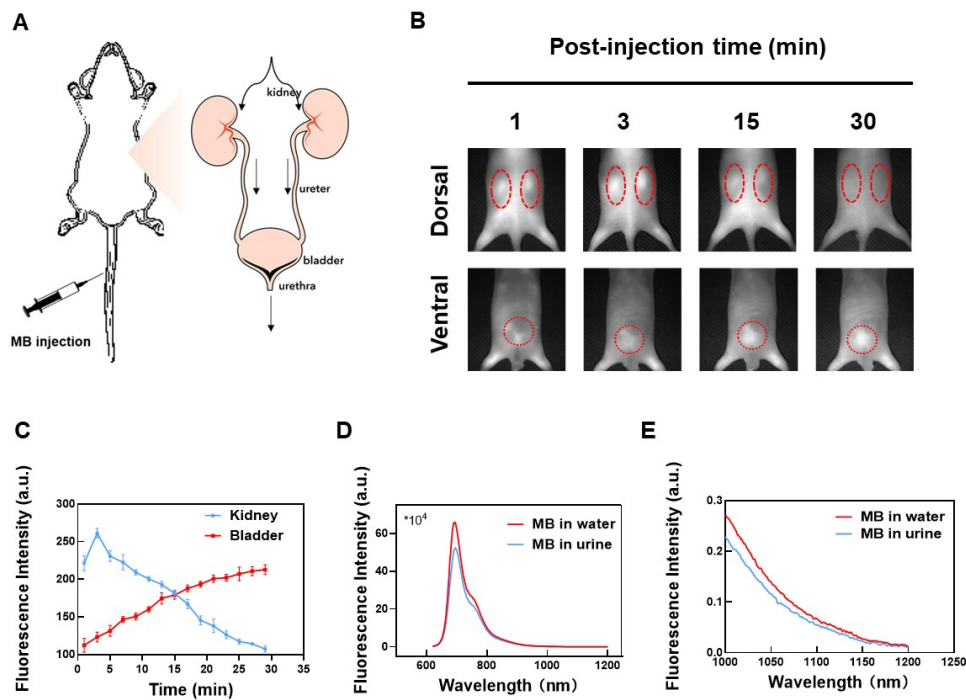 A
kidney
ureter
bladder
urethra
MB injection
B
Post-injection time (min)
1 3 15 30
Dorsal
Ventral
C
Fluorescence Intensity (a.u.)
300
250
200
150
100
Kidney
Bladder
0 5 10 15 20 25 30 35
Time (min)
D
Fluorescence Intensity (a.u.)
*10⁴
60
40
20
0
MB in water
MB in urine
600 800 1000 1200
Wavelength（nm）
E
Fluorescence Intensity (a.u.)
0.3
0.2
0.1
0.0
MB in water
MB in urine
1000 1050 1100 1150 1200 1250
Wavelength（nm）